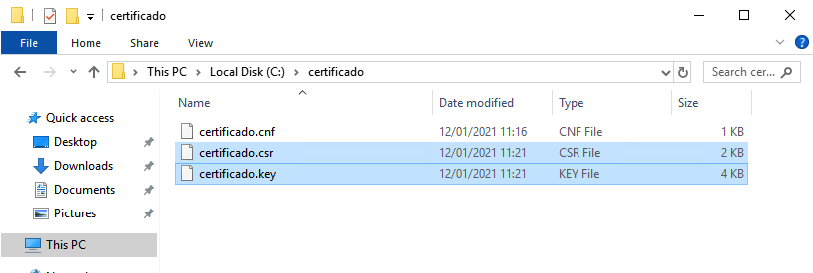 certificado
File Home Share View
This PC Local Disk (C:) certificado Search cer...
Name Date modified Type Size
Quick access
Desktop
Downloads
Documents
Pictures
This PC
certificado.cnf 12/01/2021 11:16 CNF File 1 KB
certificado.csr 12/01/2021 11:21 CSR File 2 KB
certificado.key 12/01/2021 11:21 KEY File 4 KB